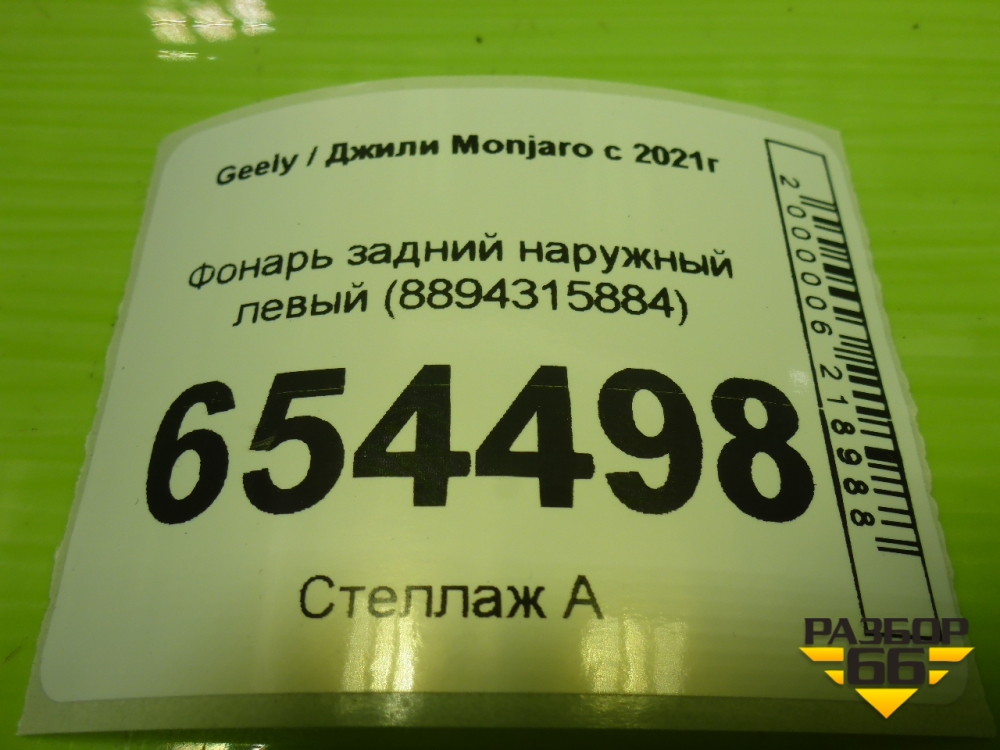 Geely / Джили Monjaro с 2021г
Фонарь задний наружный
левый (8894315884)
654498
Стеллаж А
2000006218988
РАЗБОР
66